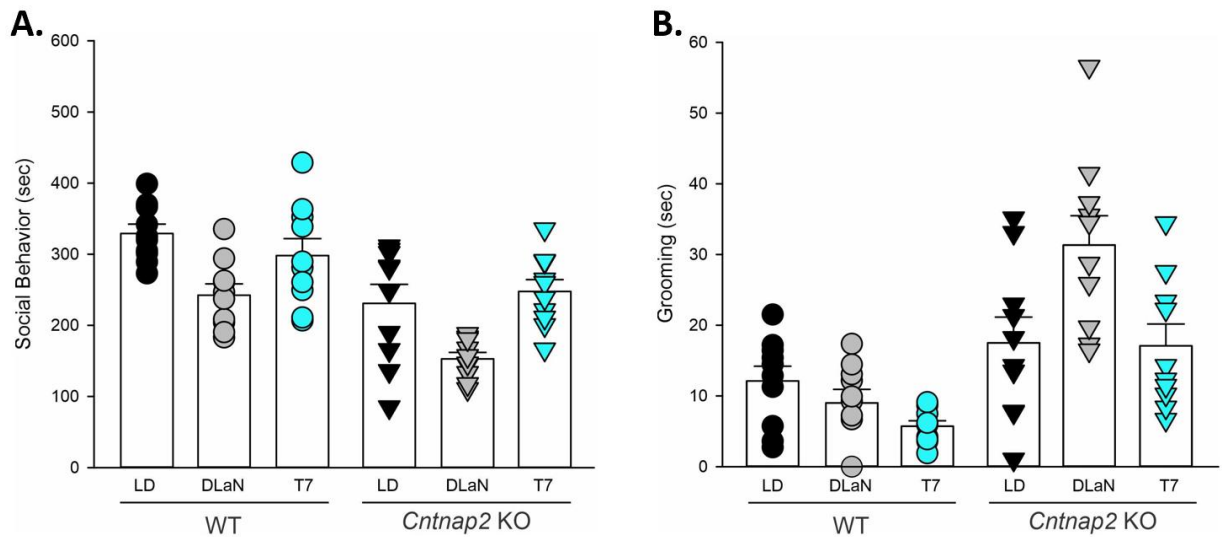 A.
600
500
400
300
200
100
0
Social Behavior (sec)
LD DLaN T7 LD DLaN T7
WT Cntnap2 KO
B.
60
50
40
30
20
10
0
Grooming (sec)
LD DLaN T7 LD DLaN T7
WT Cntnap2 KO